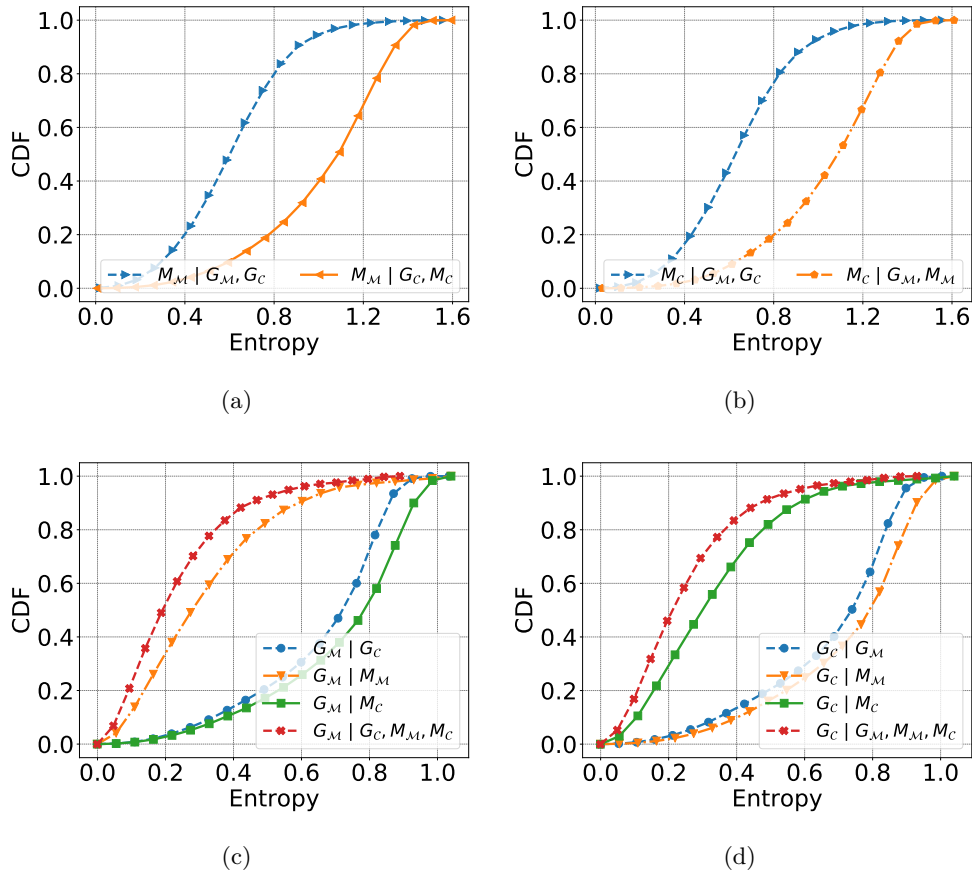 1.0
0.8
0.6
0.4
0.2
0.0
CDF
M_M | G_M, G_C
M_M | G_C, M_C
0.0 0.4 0.8 1.2 1.6
Entropy
(a)
1.0
0.8
0.6
0.4
0.2
0.0
CDF
M_C | G_M, G_C
M_C | G_M, M_M
0.0 0.4 0.8 1.2 1.6
Entropy
(b)
1.0
0.8
0.6
0.4
0.2
0.0
CDF
G_M | G_C
G_M | M_M
G_M | M_C
G_M | G_C, M_M, M_C
0.0 0.2 0.4 0.6 0.8 1.0
Entropy
(c)
1.0
0.8
0.6
0.4
0.2
0.0
CDF
G_C | G_M
G_C | M_M
G_C | M_C
G_C | G_M, M_M, M_C
0.0 0.2 0.4 0.6 0.8 1.0
Entropy
(d)